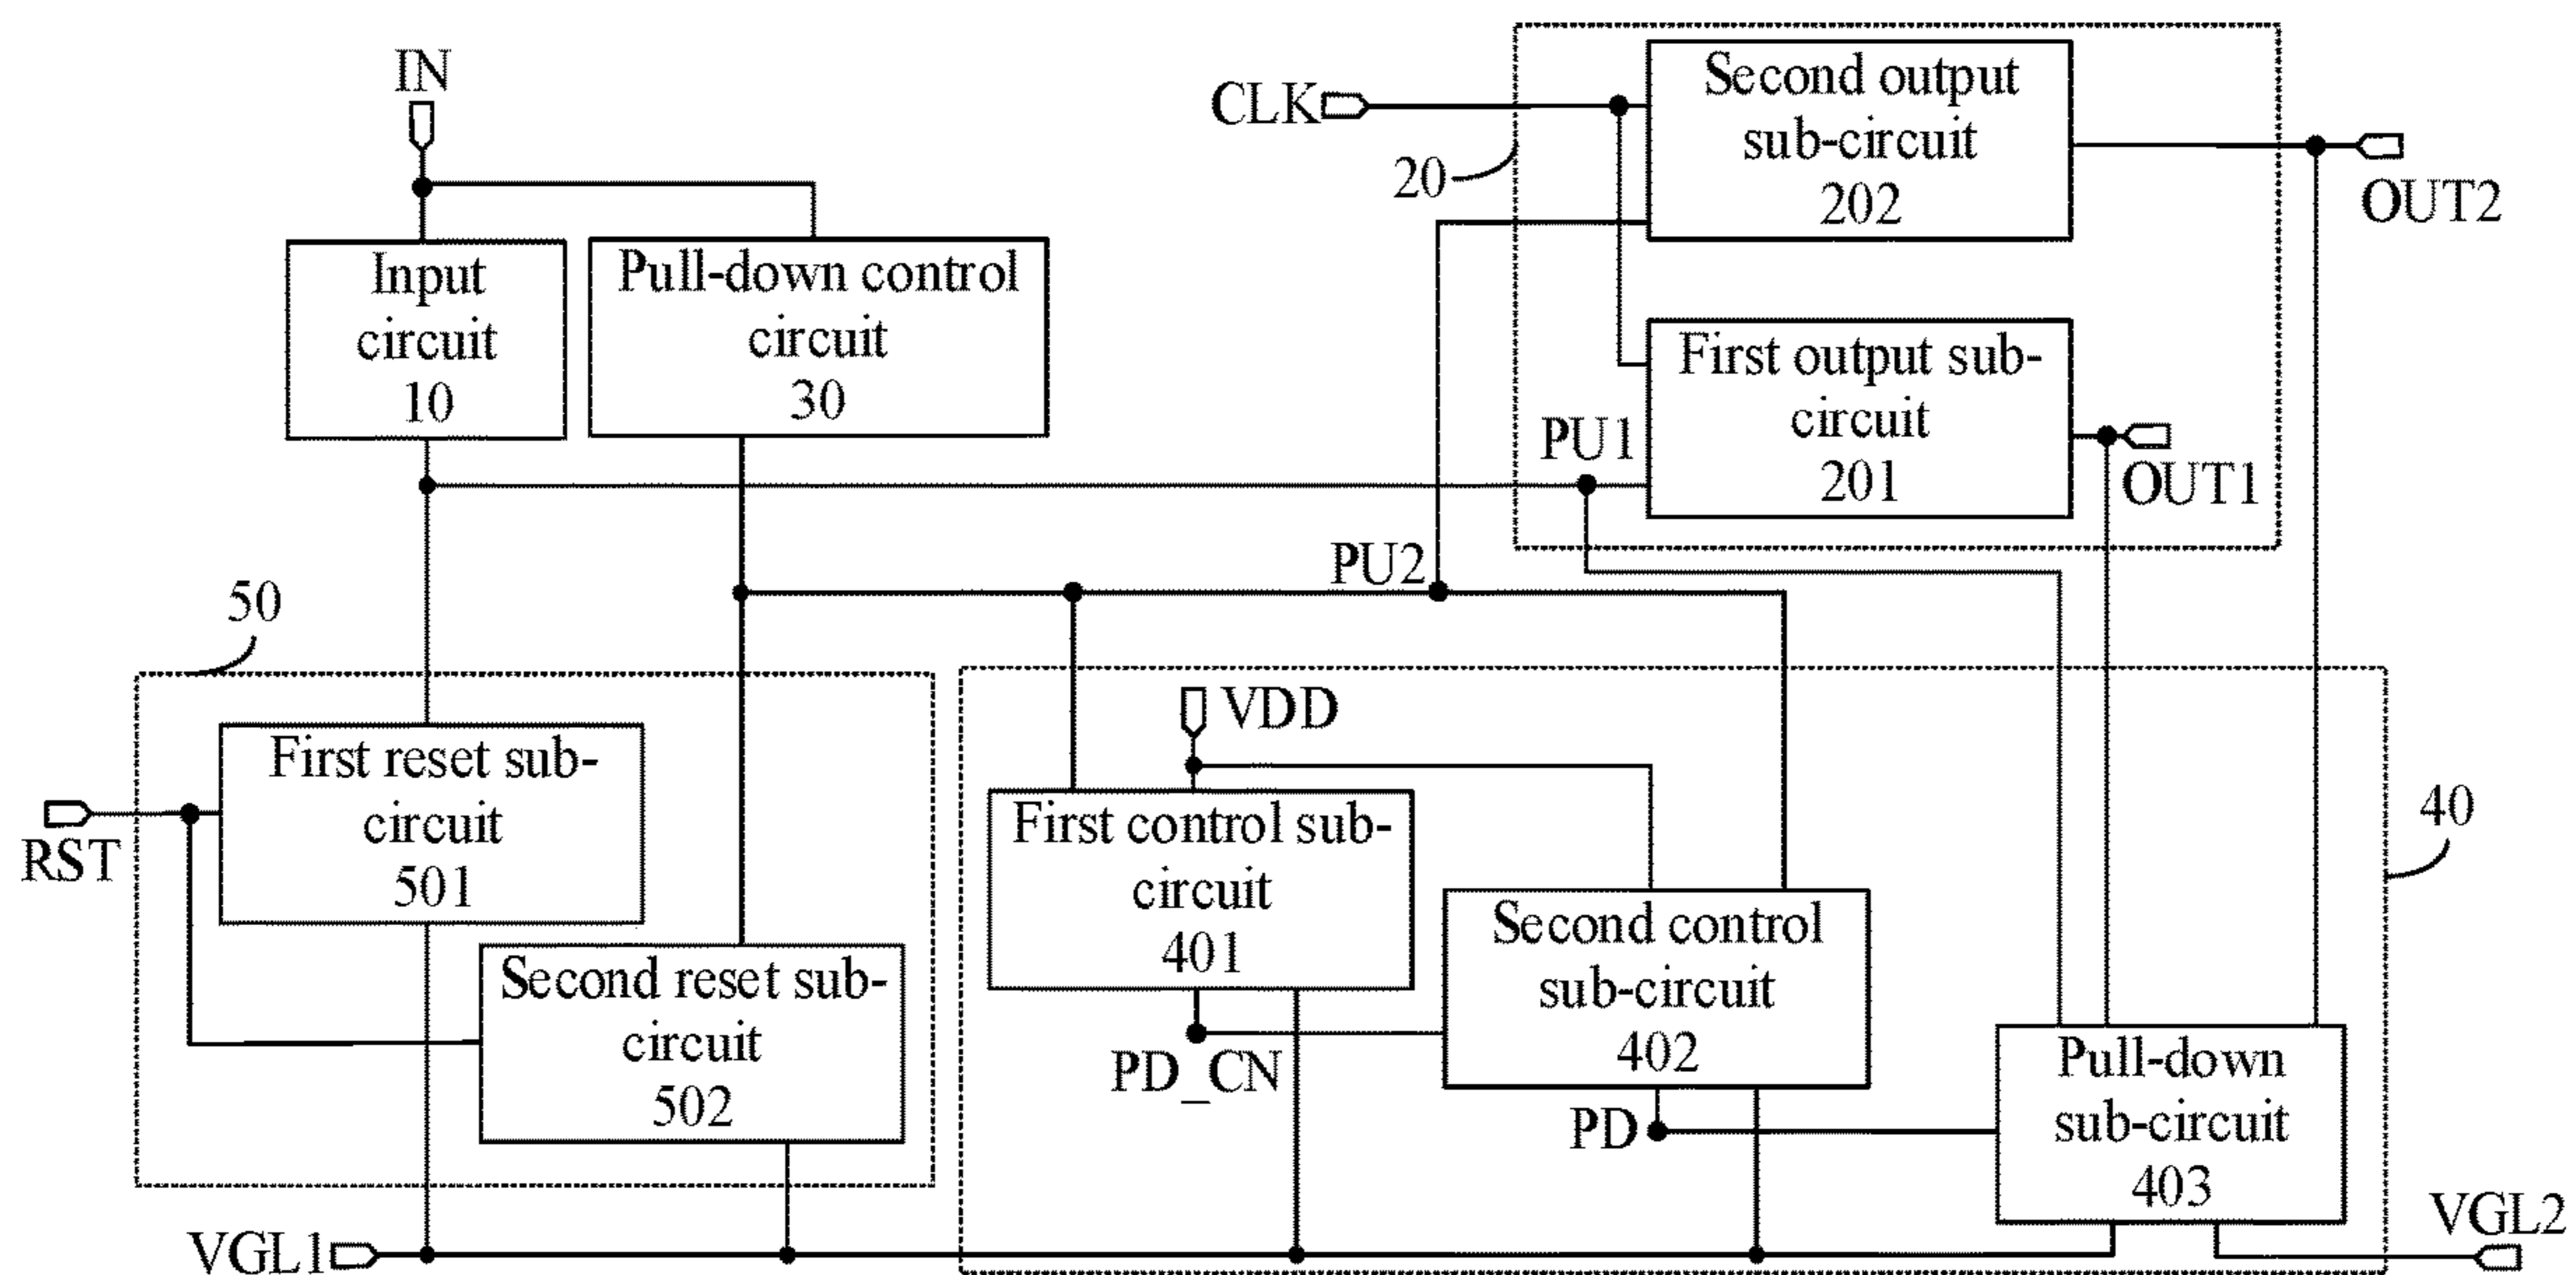 IN
CLK
Second output
sub-circuit
202
20
OUT2
Input
circuit
10
Pull-down control
circuit
30
First output sub-
circuit
201
PU1
OUT1
PU2
50
VDD
First reset sub-
circuit
501
RST
First control sub-
circuit
401
40
Second control
sub-circuit
402
Second reset sub-
circuit
502
PD_CN
PD
Pull-down
sub-circuit
403
VGL1
VGL2